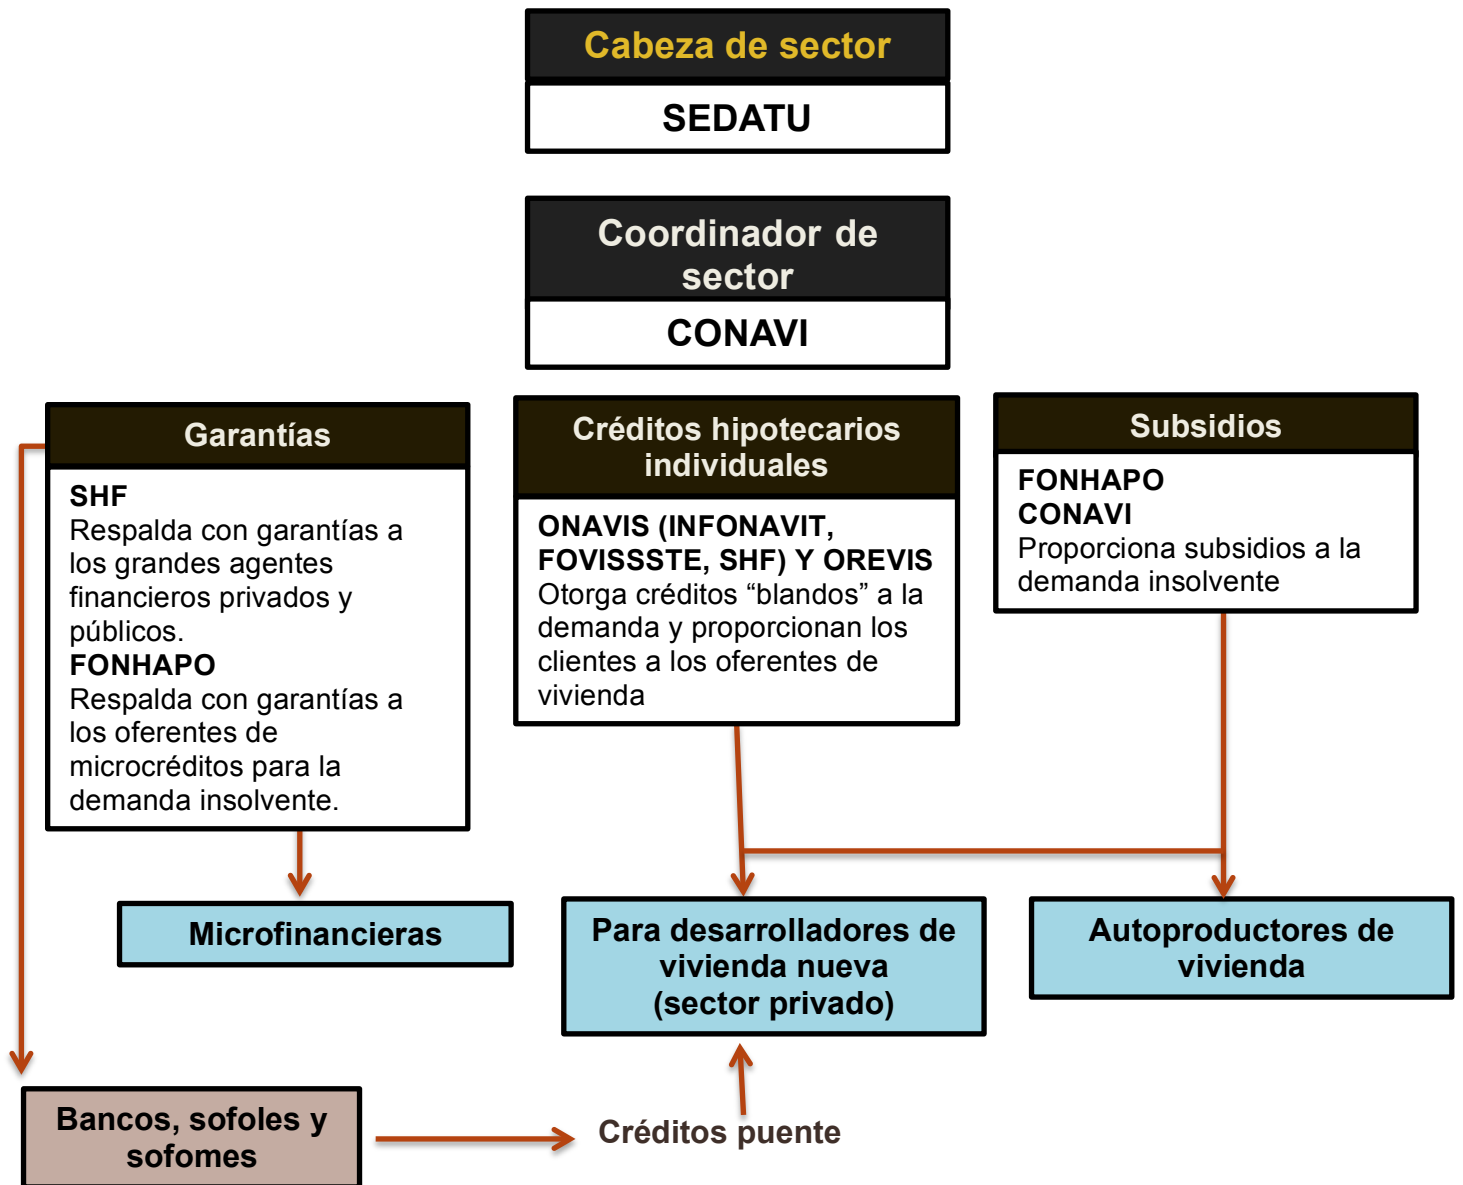 Cabeza de sector
SEDATU
Coordinador de
sector
CONAVI
Garantías
SHF
Respalda con garantías a
los grandes agentes
financieros privados y
públicos.
FONHAPO
Respalda con garantías a
los oferentes de
microcréditos para la
demanda insolvente.
Créditos hipotecarios
individuales
ONAVIS (INFONAVIT,
FOVISSSTE, SHF) Y OREVIS
Otorga créditos “blandos” a la
demanda y proporcionan los
clientes a los oferentes de
vivienda
Subsidios
FONHAPO
CONAVI
Proporciona subsidios a la
demanda insolvente
Microfinancieras
Para desarrolladores de
vivienda nueva
(sector privado)
Autoproductores de
vivienda
Bancos, sofoles y
sofomes
Créditos puente